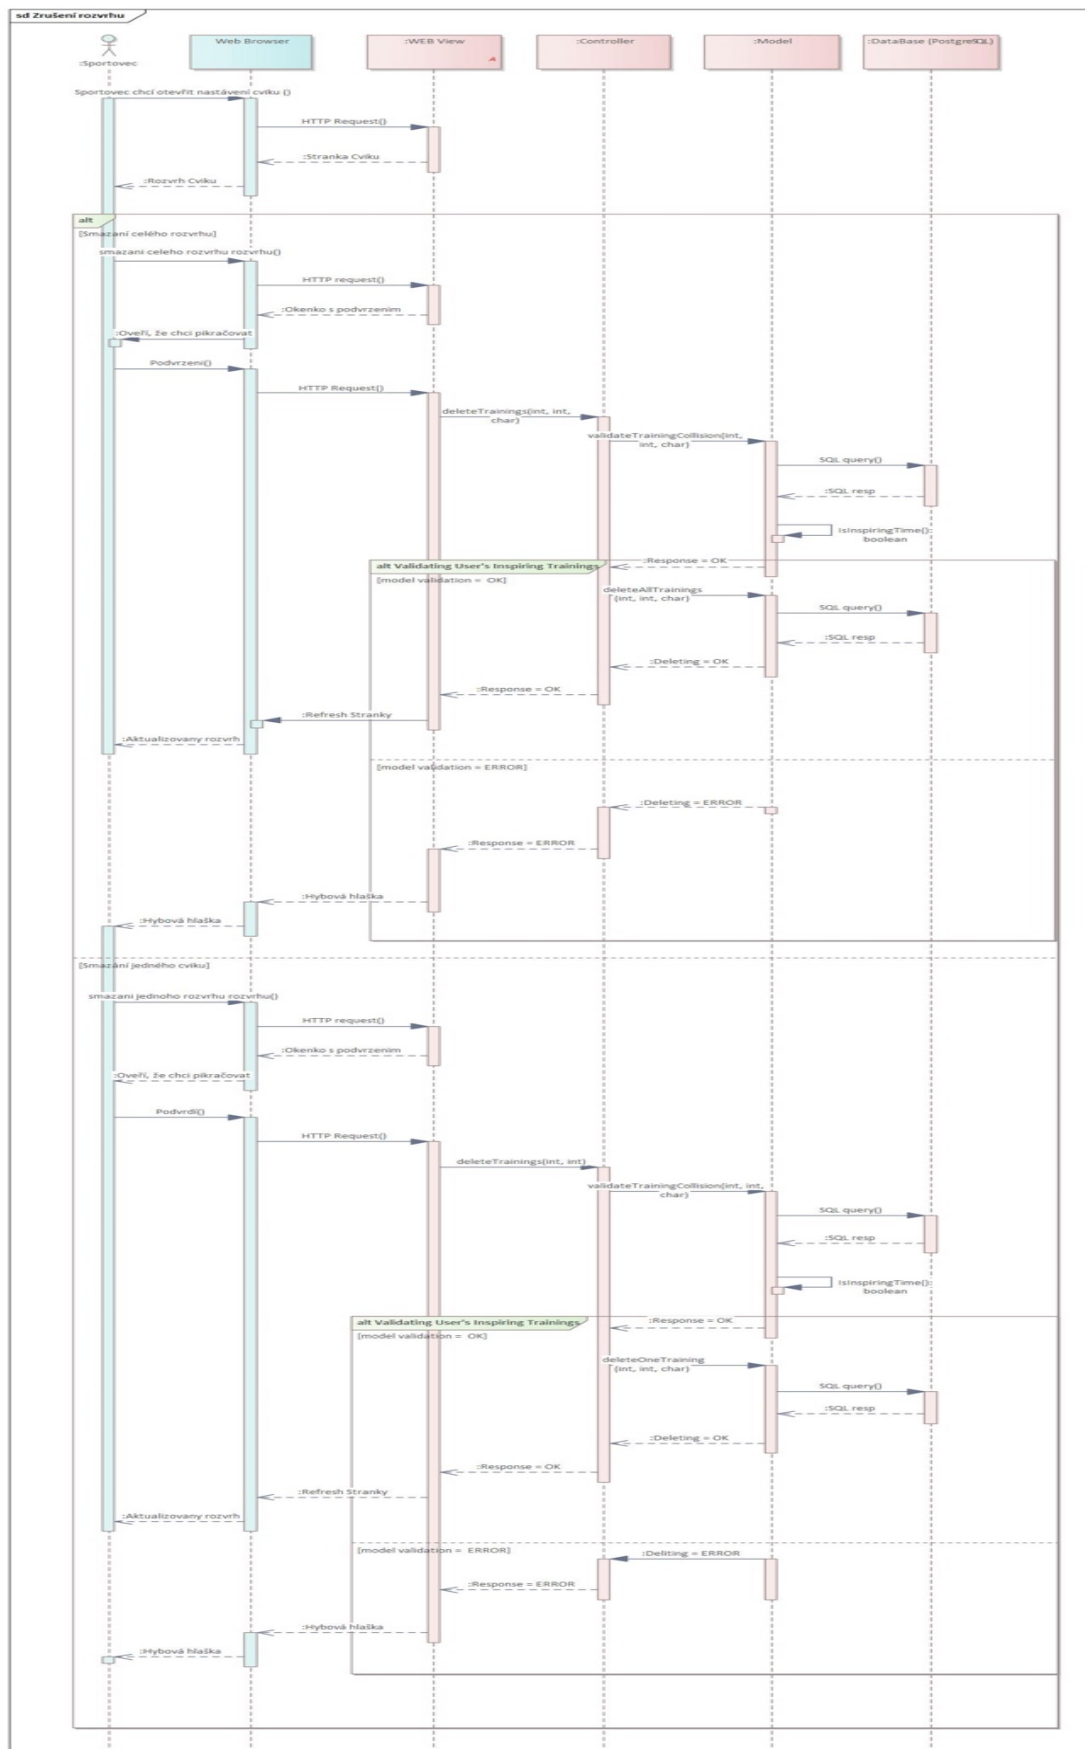 sd Zrušení rozvrhu
:Sportovec
Web Browser
:WEB View
:Controller
:Model
:DataBase (PostgreSQL)
Sportovec chcí otevřit nastávení cviku ()
HTTP Request()
:Stranka Cviku
:Rozvrh Cviku
alt
[Smazaní celého rozvrhu]
smazani celeho rozvrhu rozvrhu()
HTTP request()
:Okenko s podvrzenim
:Oveří, že chci pikračovat
Podvrzeni()
HTTP Request()
deleteTrainings(int, int,
char)
validateTrainingCollision(int,
int, char)
SQL query()
:SQL resp
IsInspiringTime():
boolean
:Response = OK
alt Validating User's Inspiring Trainings
[model validation =  OK]
deleteAllTrainings
(int, int, char)
SQL query()
:SQL resp
:Deleting = OK
:Response = OK
:Refresh Stranky
:Aktualizovany rozvrh
[model validation = ERROR]
:Deleting = ERROR
:Response = ERROR
:Hybová hlaška
:Hybová hlaška
[Smazání jedného cviku]
smazani jednoho rozvrhu rozvrhu()
HTTP request()
:Okenko s podvrzenim
:Oveří, že chci pikračovat
Podvrdí()
HTTP Request()
deleteTrainings(int, int)
validateTrainingCollision(int, int,
char)
SQL query()
:SQL resp
IsInspiringTime():
boolean
alt Validating User's Inspiring Trainings
:Response = OK
[model validation =  OK]
deleteOneTraining
(int, int, char)
SQL query()
:SQL resp
:Deleting = OK
:Response = OK
:Refresh Stranky
:Aktualizovany rozvrh
[model validation =  ERROR]
:Deliting = ERROR
:Response = ERROR
:Hybová hlaška
:Hybová hlaška